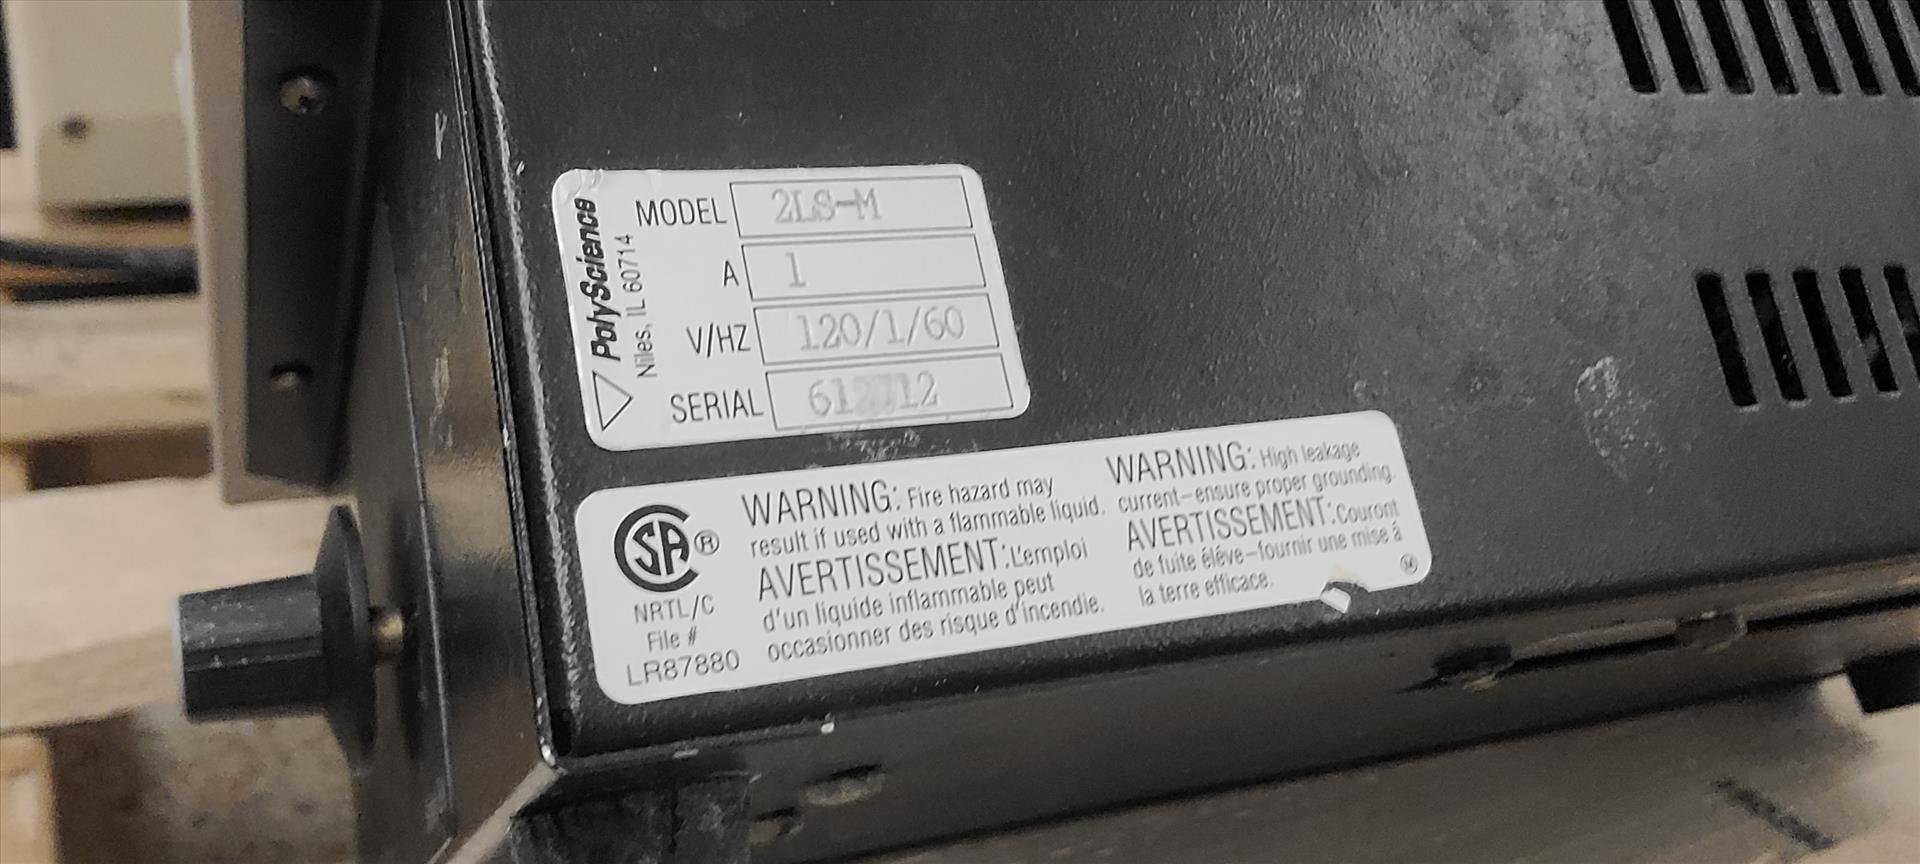 PolyScience
Niles, IL 60714
MODEL 2LS-M
A 1
V/HZ 120/1/60
SERIAL
CSA ®
NRTL/C
File #
LR87880
WARNING: Fire hazard may
result if used with a flammable liquid.
AVERTISSEMENT: L'emploi
d'un liquide inflammable peut
occasionner des risque d'incendie.
WARNING: High leakage
current-ensure proper grounding.
AVERTISSEMENT: Couront
de fuite éléve-fournir une mise á
la terre efficace.